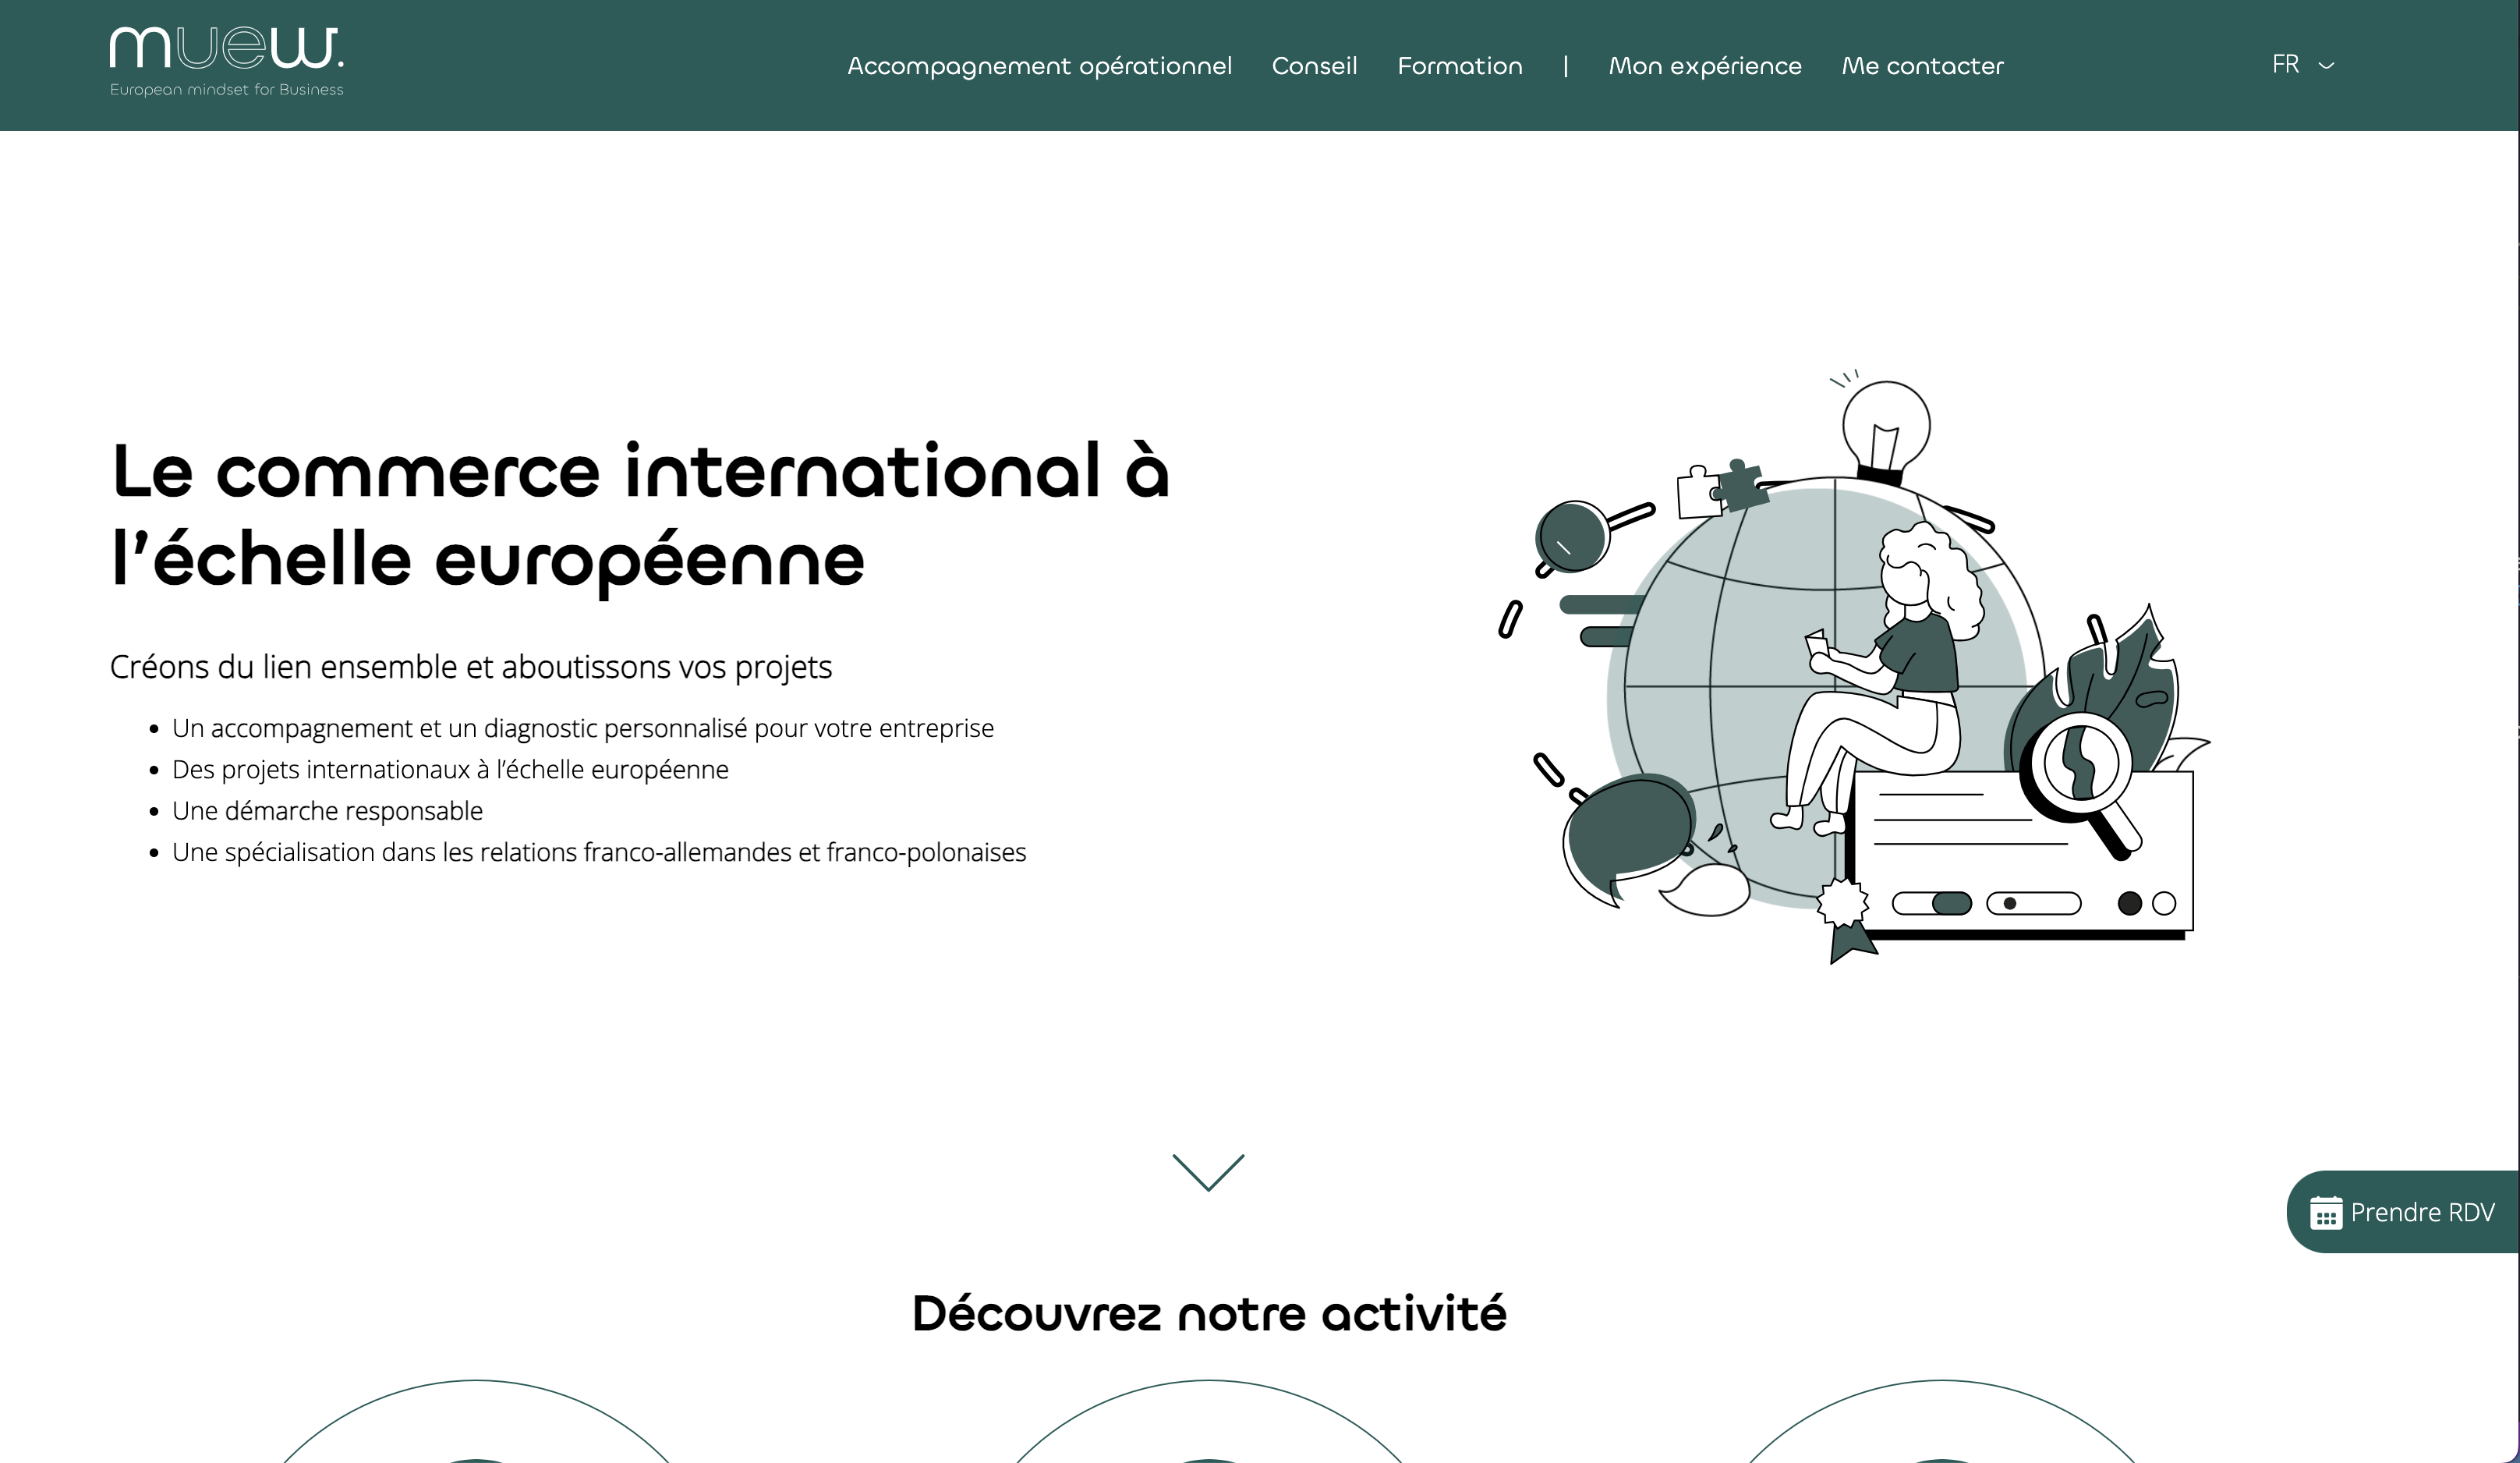 muew.
European mindset for Business
Accompagnement opérationnel Conseil Formation | Mon expérience Me contacter
FR
Le commerce international à
l’échelle européenne
Créons du lien ensemble et aboutissons vos projets
• Un accompagnement et un diagnostic personnalisé pour votre entreprise
• Des projets internationaux à l’échelle européenne
• Une démarche responsable
• Une spécialisation dans les relations franco-allemandes et franco-polonaises
Prendre RDV
Découvrez notre activité